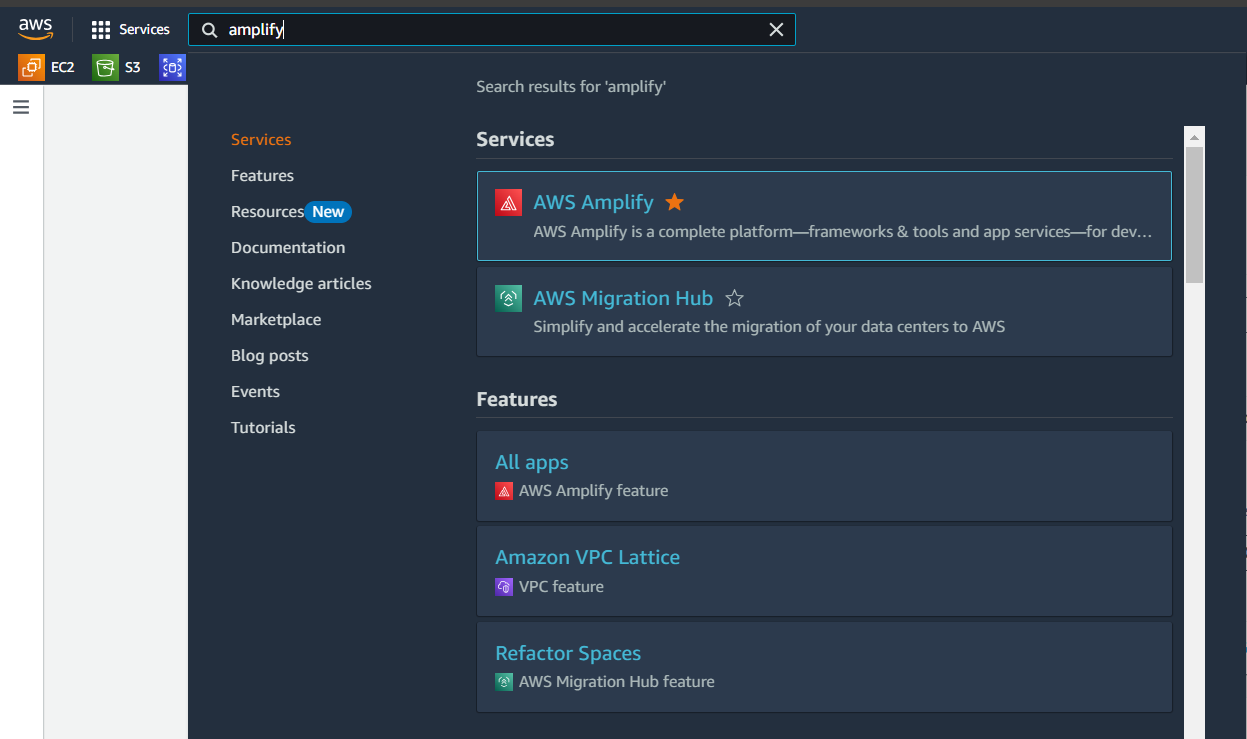 aws
Services
amplify
EC2
S3
Search results for 'amplify'
Services
Features
Resources New
Documentation
Knowledge articles
Marketplace
Blog posts
Events
Tutorials
Services
AWS Amplify
AWS Amplify is a complete platform—frameworks & tools and app services—for dev…
AWS Migration Hub
Simplify and accelerate the migration of your data centers to AWS
Features
All apps
AWS Amplify feature
Amazon VPC Lattice
VPC feature
Refactor Spaces
AWS Migration Hub feature